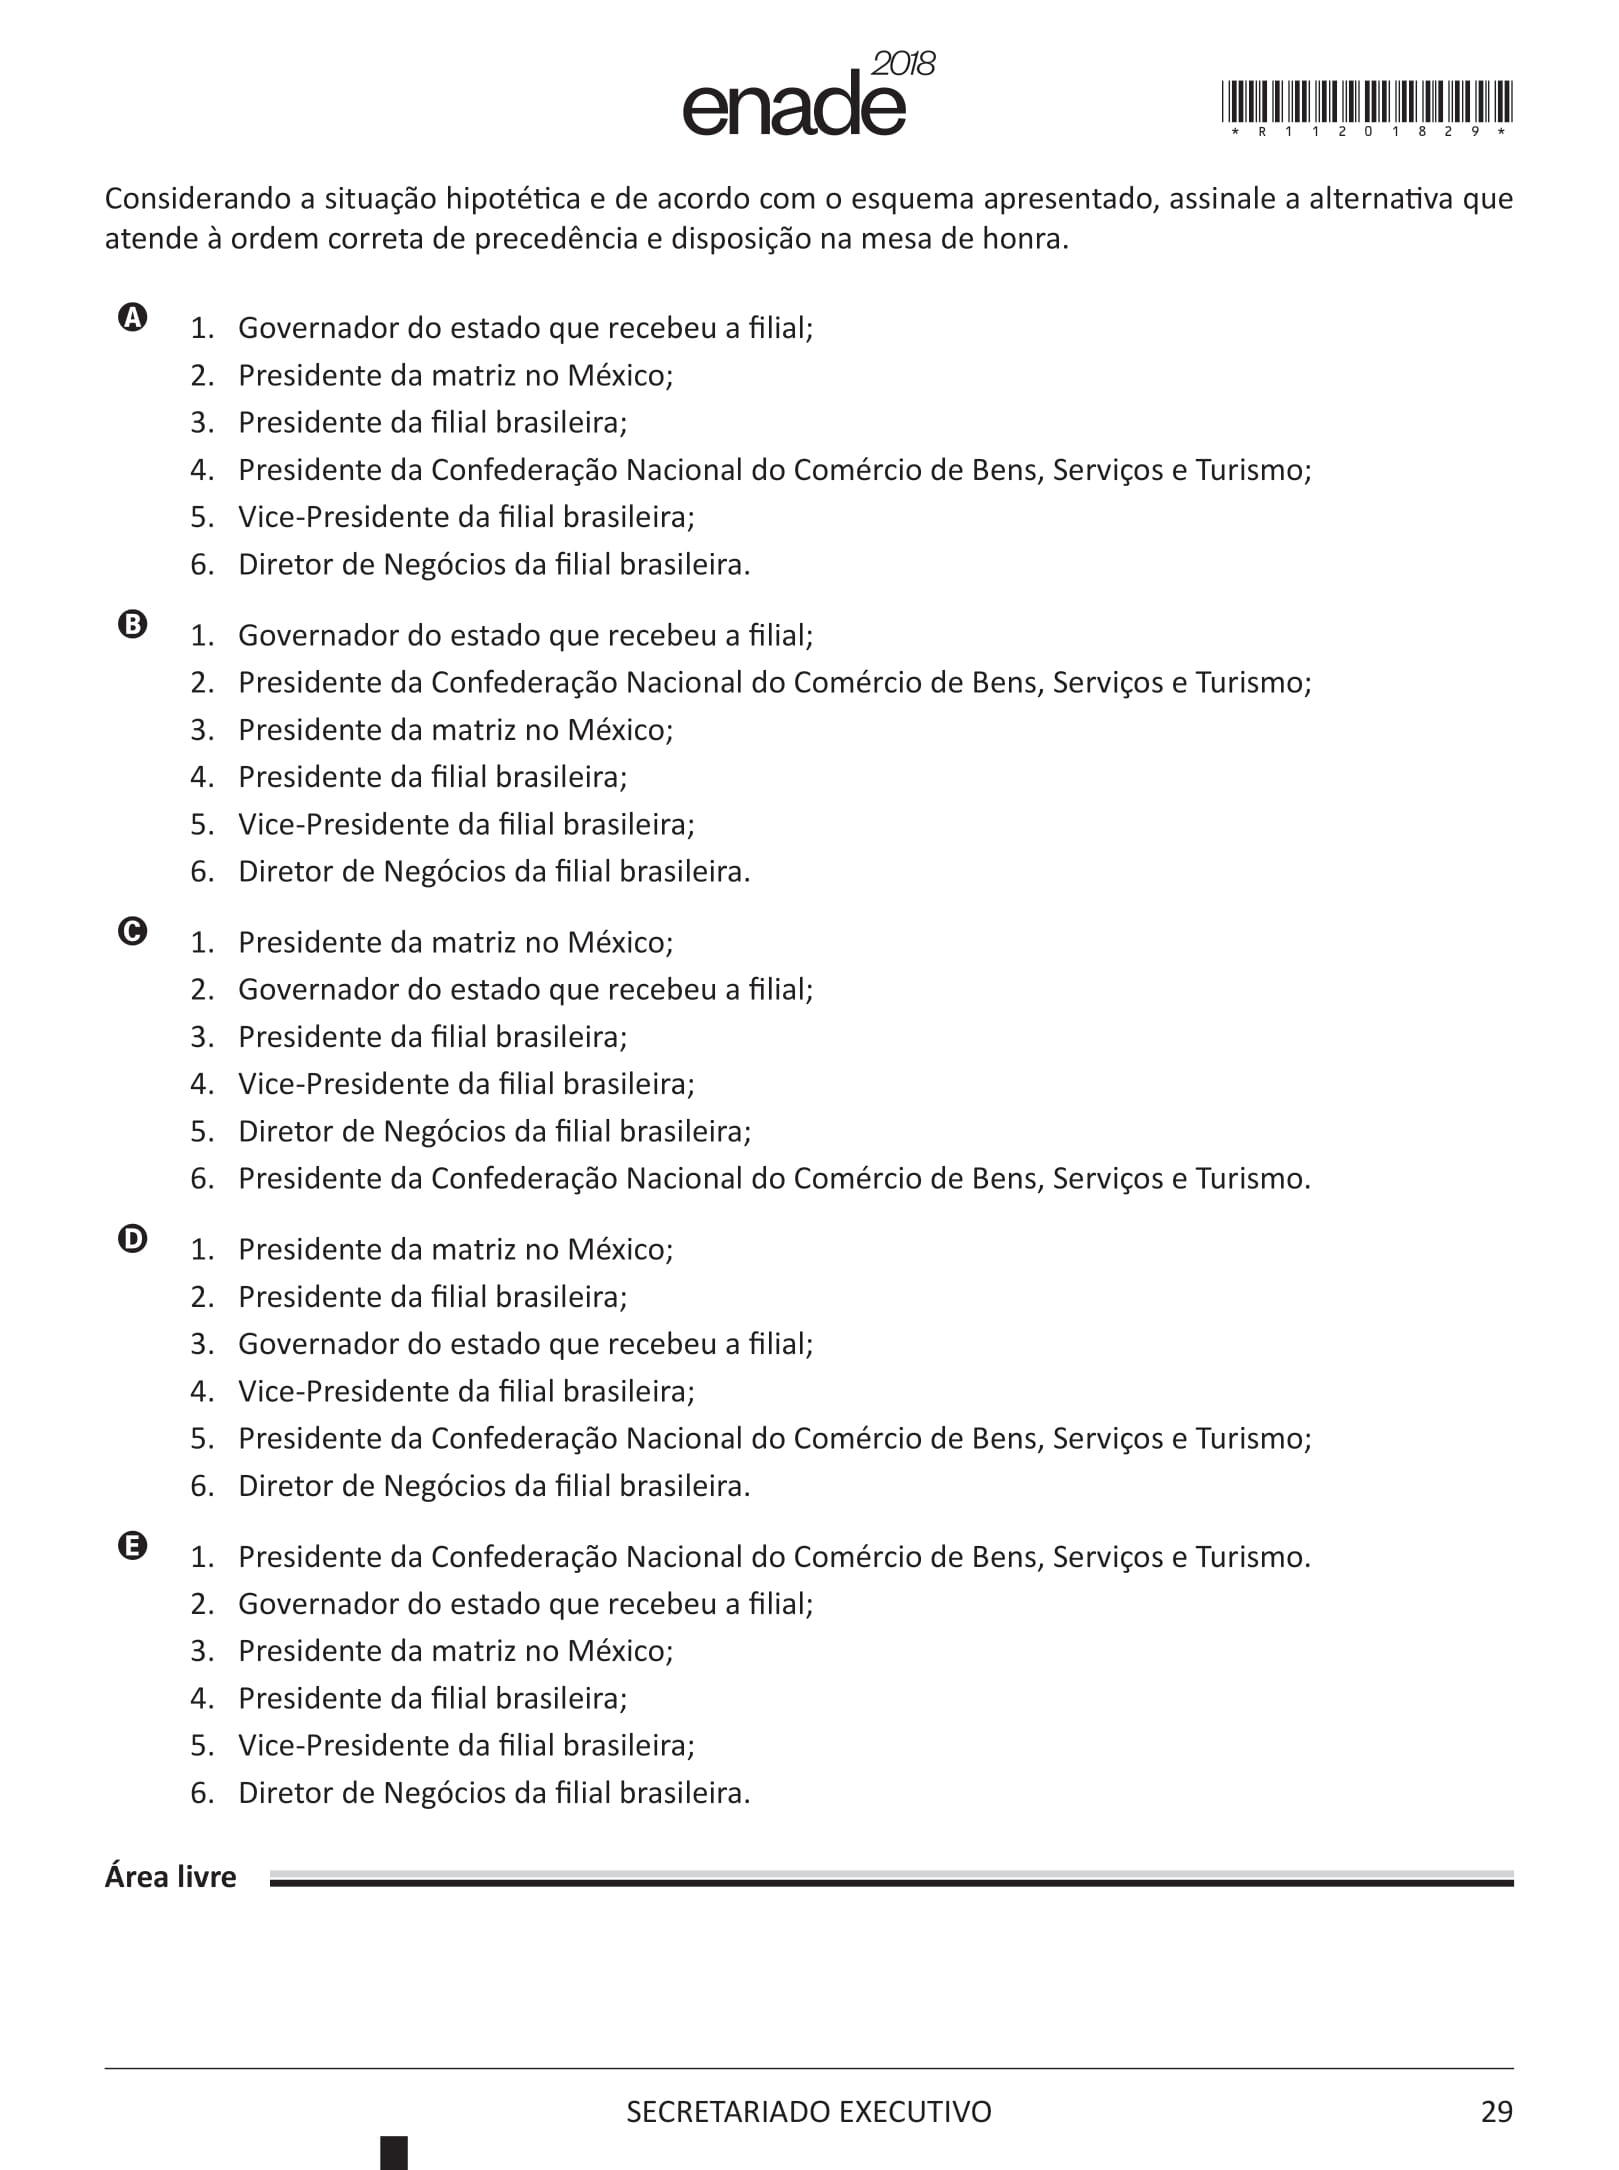 enade 2018
*R11201829*
Considerando a situação hipotética e de acordo com o esquema apresentado, assinale a alternativa que
atende à ordem correta de precedência e disposição na mesa de honra.
A
1. Governador do estado que recebeu a filial;
2. Presidente da matriz no México;
3. Presidente da filial brasileira;
4. Presidente da Confederação Nacional do Comércio de Bens, Serviços e Turismo;
5. Vice-Presidente da filial brasileira;
6. Diretor de Negócios da filial brasileira.
B
1. Governador do estado que recebeu a filial;
2. Presidente da Confederação Nacional do Comércio de Bens, Serviços e Turismo;
3. Presidente da matriz no México;
4. Presidente da filial brasileira;
5. Vice-Presidente da filial brasileira;
6. Diretor de Negócios da filial brasileira.
C
1. Presidente da matriz no México;
2. Governador do estado que recebeu a filial;
3. Presidente da filial brasileira;
4. Vice-Presidente da filial brasileira;
5. Diretor de Negócios da filial brasileira;
6. Presidente da Confederação Nacional do Comércio de Bens, Serviços e Turismo.
D
1. Presidente da matriz no México;
2. Presidente da filial brasileira;
3. Governador do estado que recebeu a filial;
4. Vice-Presidente da filial brasileira;
5. Presidente da Confederação Nacional do Comércio de Bens, Serviços e Turismo;
6. Diretor de Negócios da filial brasileira.
E
1. Presidente da Confederação Nacional do Comércio de Bens, Serviços e Turismo.
2. Governador do estado que recebeu a filial;
3. Presidente da matriz no México;
4. Presidente da filial brasileira;
5. Vice-Presidente da filial brasileira;
6. Diretor de Negócios da filial brasileira.
Área livre
SECRETARIADO EXECUTIVO
29